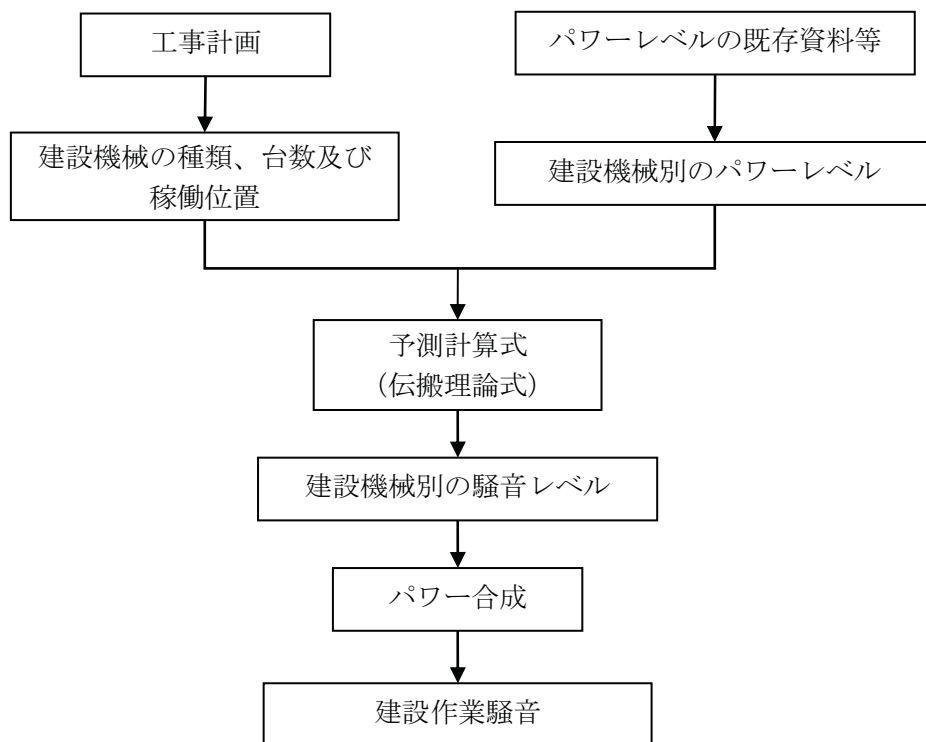 工事計画
パワーレベルの既存資料等
建設機械の種類、台数及び
稼働位置
建設機械別のパワーレベル
予測計算式
(伝搬理論式)
建設機械別の騒音レベル
パワー合成
建設作業騒音